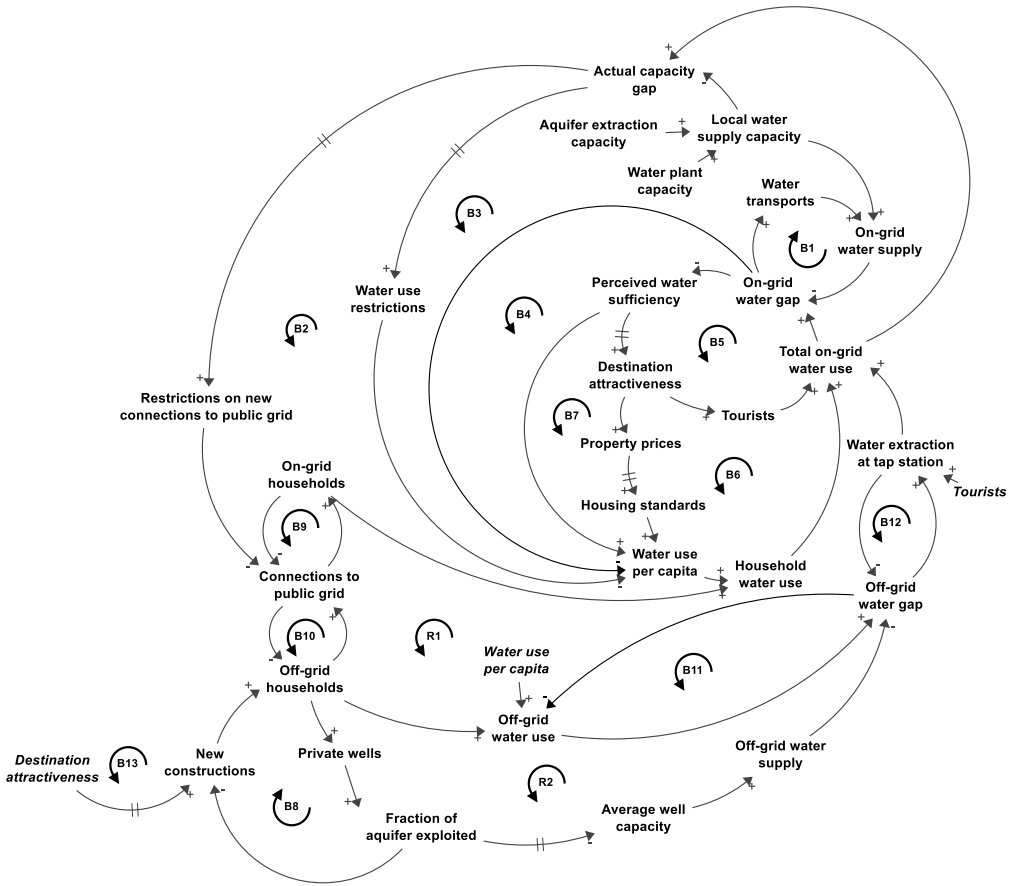 Actual capacity
gap
Aquifer extraction
capacity
Local water
supply capacity
Water plant
capacity
Water
transports
On-grid
water supply
B1
B3
Water use
restrictions
Perceived water
sufficiency
On-grid
water gap
B2
B4
B5
Total on-grid
water use
Destination
attractiveness
Restrictions on new
connections to public grid
B7
Tourists
Property prices
Water extraction
at tap station
On-grid
households
B6
Tourists
Housing standards
B9
B12
Water use
per capita
Household
water use
Connections to
public grid
Off-grid
water gap
B10
R1
Water use
per capita
B11
Off-grid
households
Off-grid
water use
Destination
attractiveness
B13
New
constructions
Private wells
Off-grid water
supply
B8
R2
Fraction of
aquifer exploited
Average well
capacity